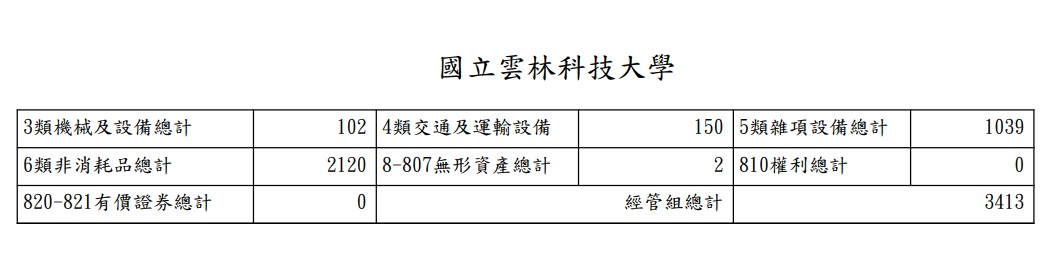 國立雲林科技大學
3類機械及設備總計 102 4類交通及運輸設備 150 5類雜項設備總計 1039
6類非消耗品總計 2120 8-807無形資產總計 2 810權利總計 0
820-821有價證券總計 0 經管組總計 3413